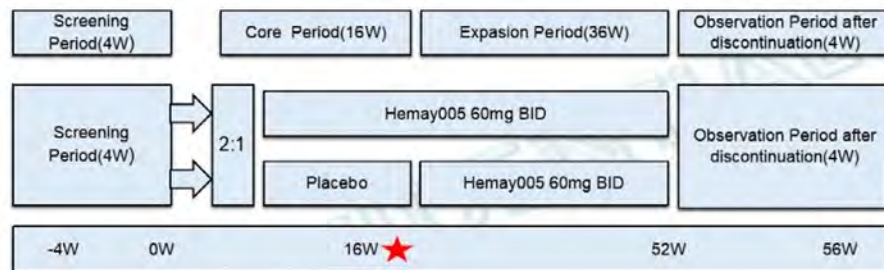 Screening
Period(4W)
Core Period(16W)
Expasion Period(36W)
Observation Period after
discontinuation(4W)
Screening
Period(4W)
2:1
Hemay005 60mg BID
Placebo
Hemay005 60mg BID
Observation Period after
discontinuation(4W)
-4W 0W 16W 52W 56W